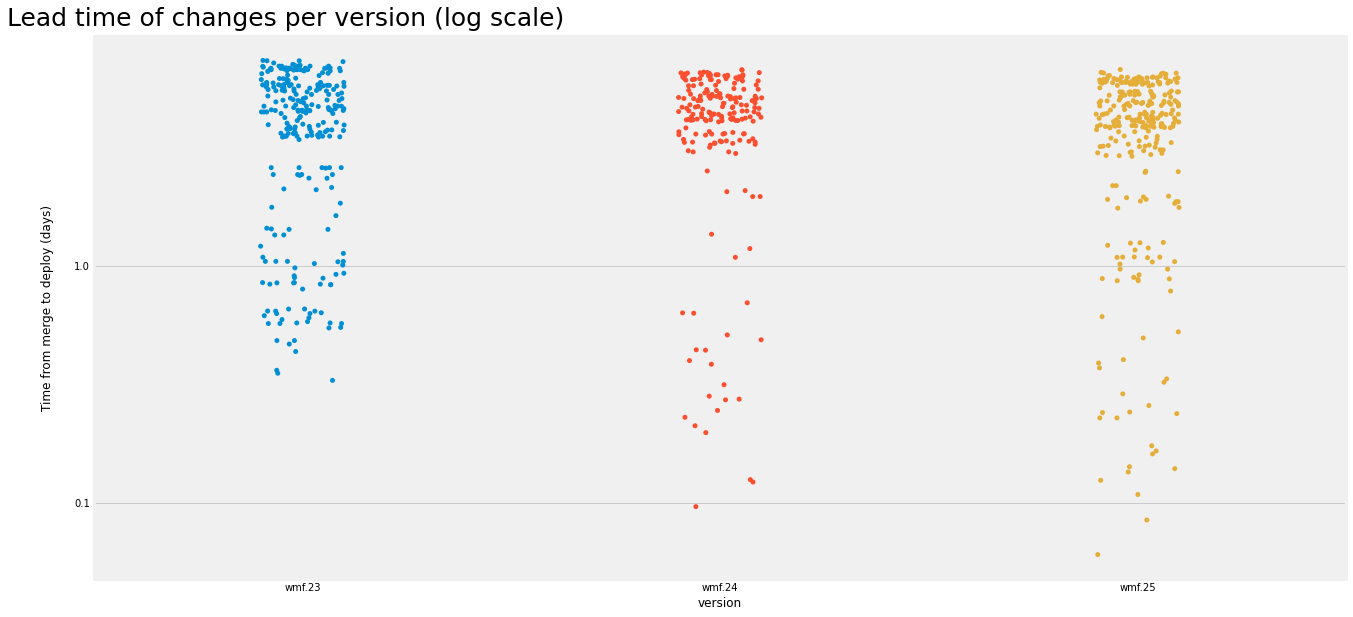 Lead time of changes per version (log scale)
Time from merge to deploy (days)
1.0
0.1
wmf.23
wmf.24
wmf.25
version